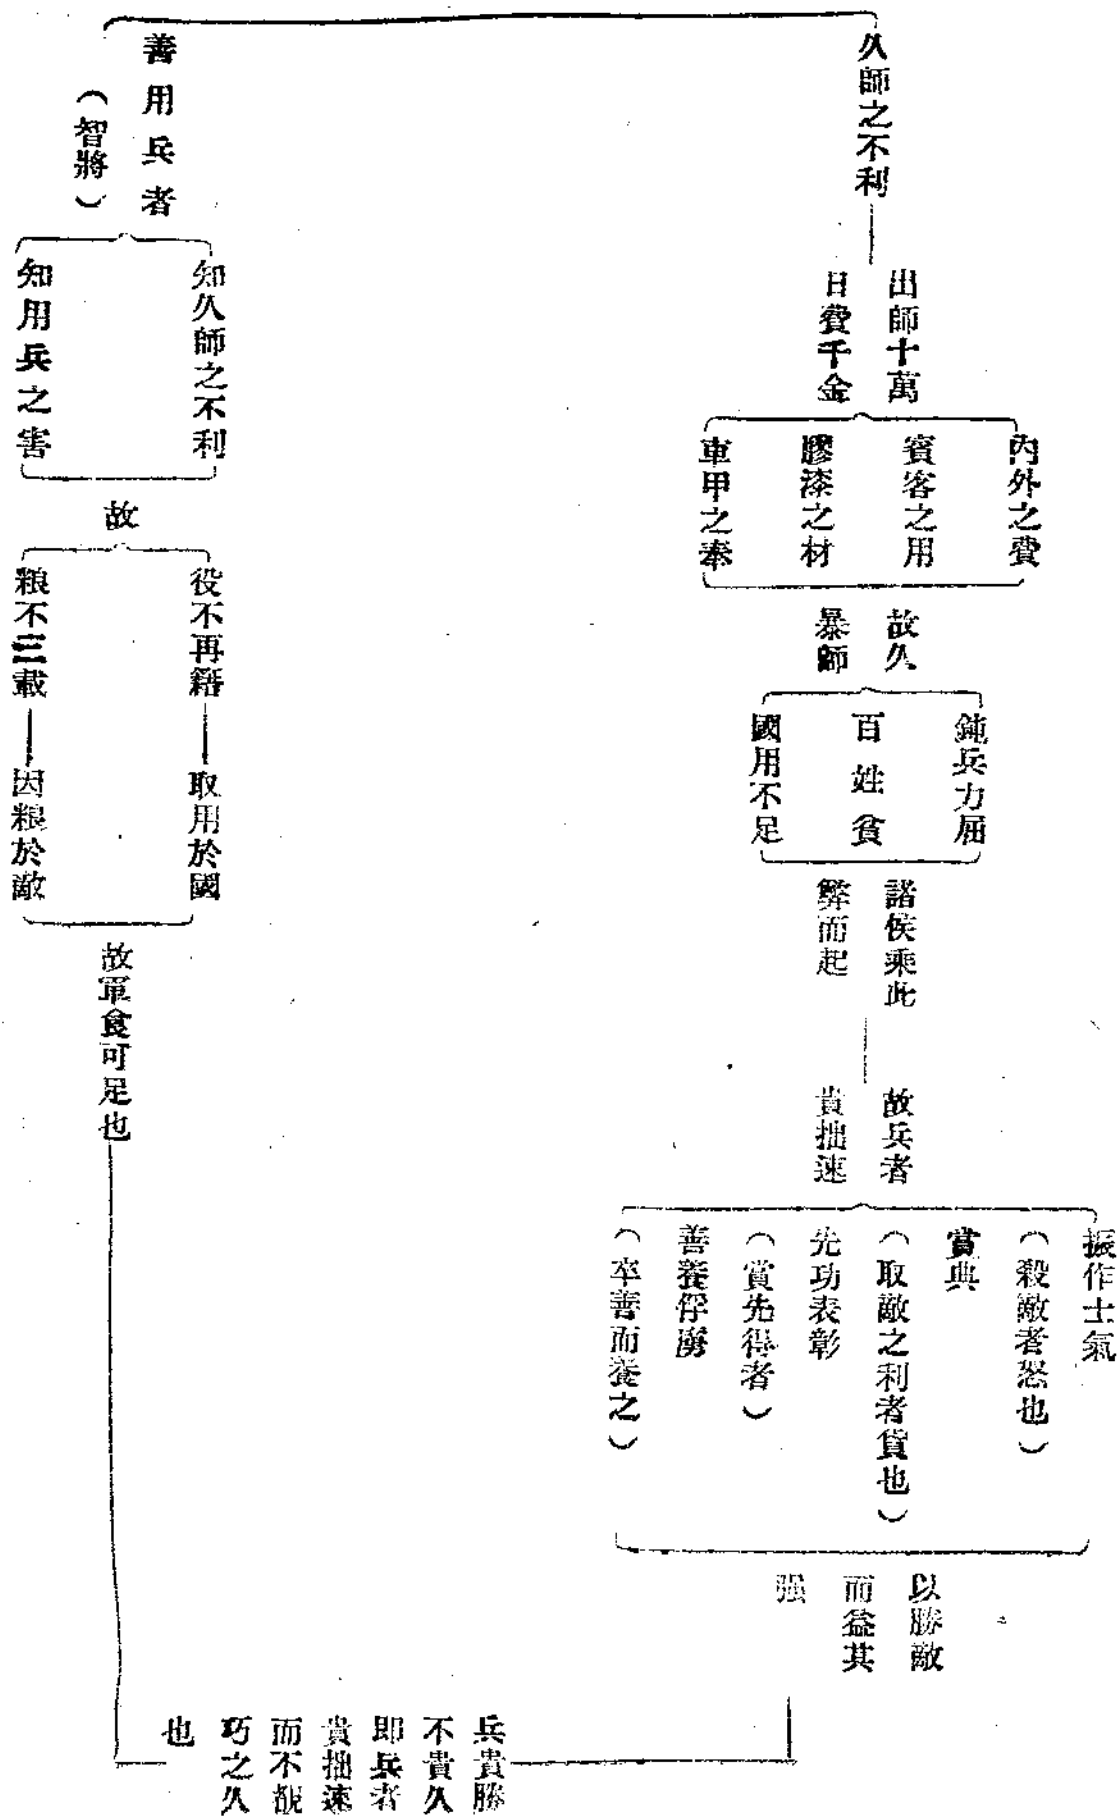 久師之不利
出師十萬
日費千金
內外之費
賓客之用
膠漆之材
車甲之奉
故久
暴師
鈍兵力屈
百姓貧
國用不足
諸侯乘此
弊而起
故兵者
貴拙速
振作士氣
（殺敵者怒也）
賞典
（取敵之利者貨也）
先功表彰
（賞先得者）
善養俘虜
（卒善而養之）
以勝敵
而益其
强
善用兵者
（智將）
知久師之不利
知用兵之害
故
役不再籍
取用於國
粮不三載
因粮於敵
故軍食可足也
兵貴勝
不貴久
即兵者
貴拙速
而不
巧之久
也